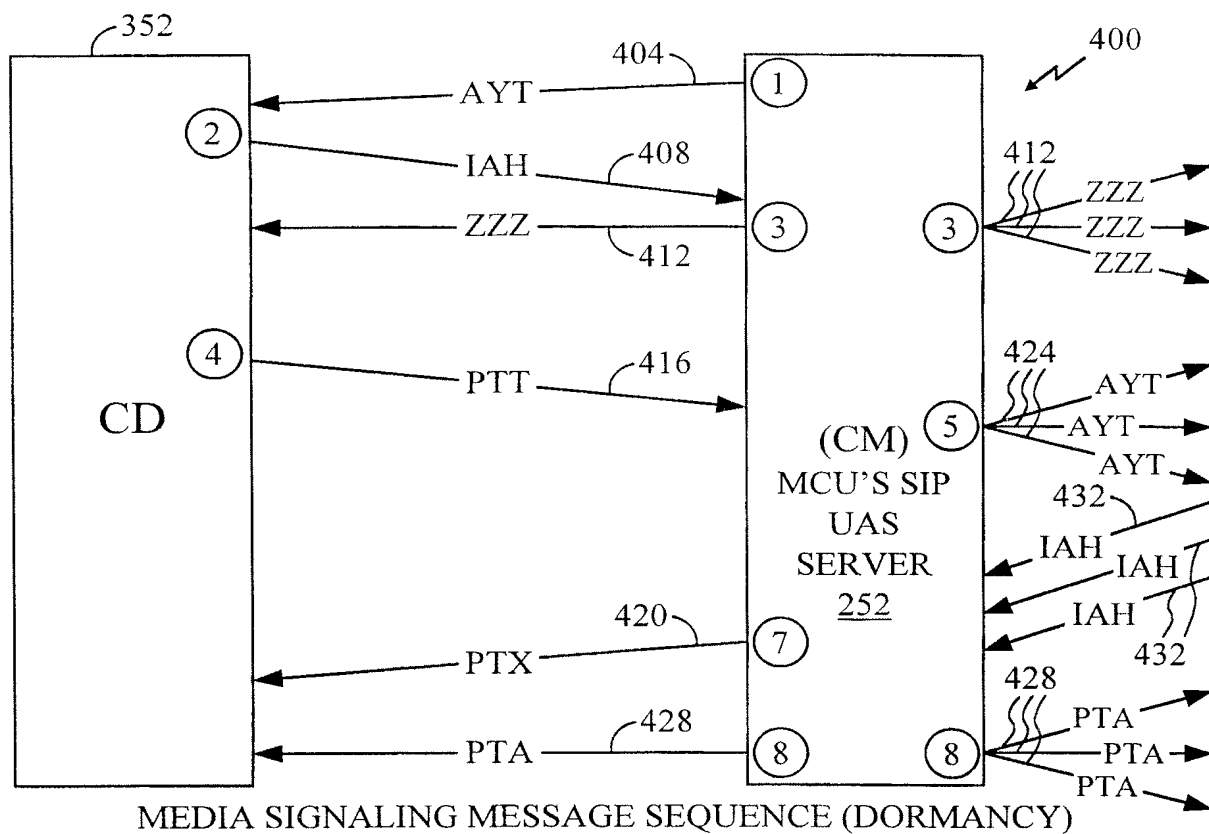 352
404
1
400
AYT
2
IAH
408
412
ZZZ
ZZZ
ZZZ
3
ZZZ
3
412
4
PTT
416
424
AYT
AYT
AYT
5
CD
(CM)
MCU'S SIP
UAS
SERVER
252
432
IAH
IAH
IAH
432
420
7
PTX
428
PTA
PTA
PTA
428
PTA
8
8
MEDIA SIGNALING MESSAGE SEQUENCE (DORMANCY)